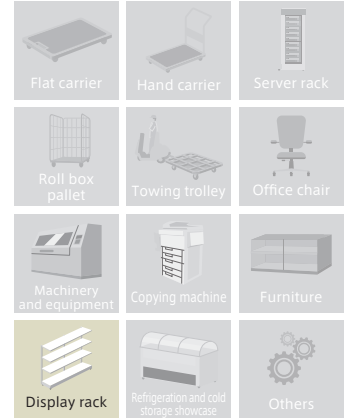 Flat carrier
Hand carrier
Server rack
Roll box
pallet
Towing trolley
Office chair
Machinery
and equipment
Copying machine
Furniture
Display rack
Refrigeration and cold
storage showcase
Others